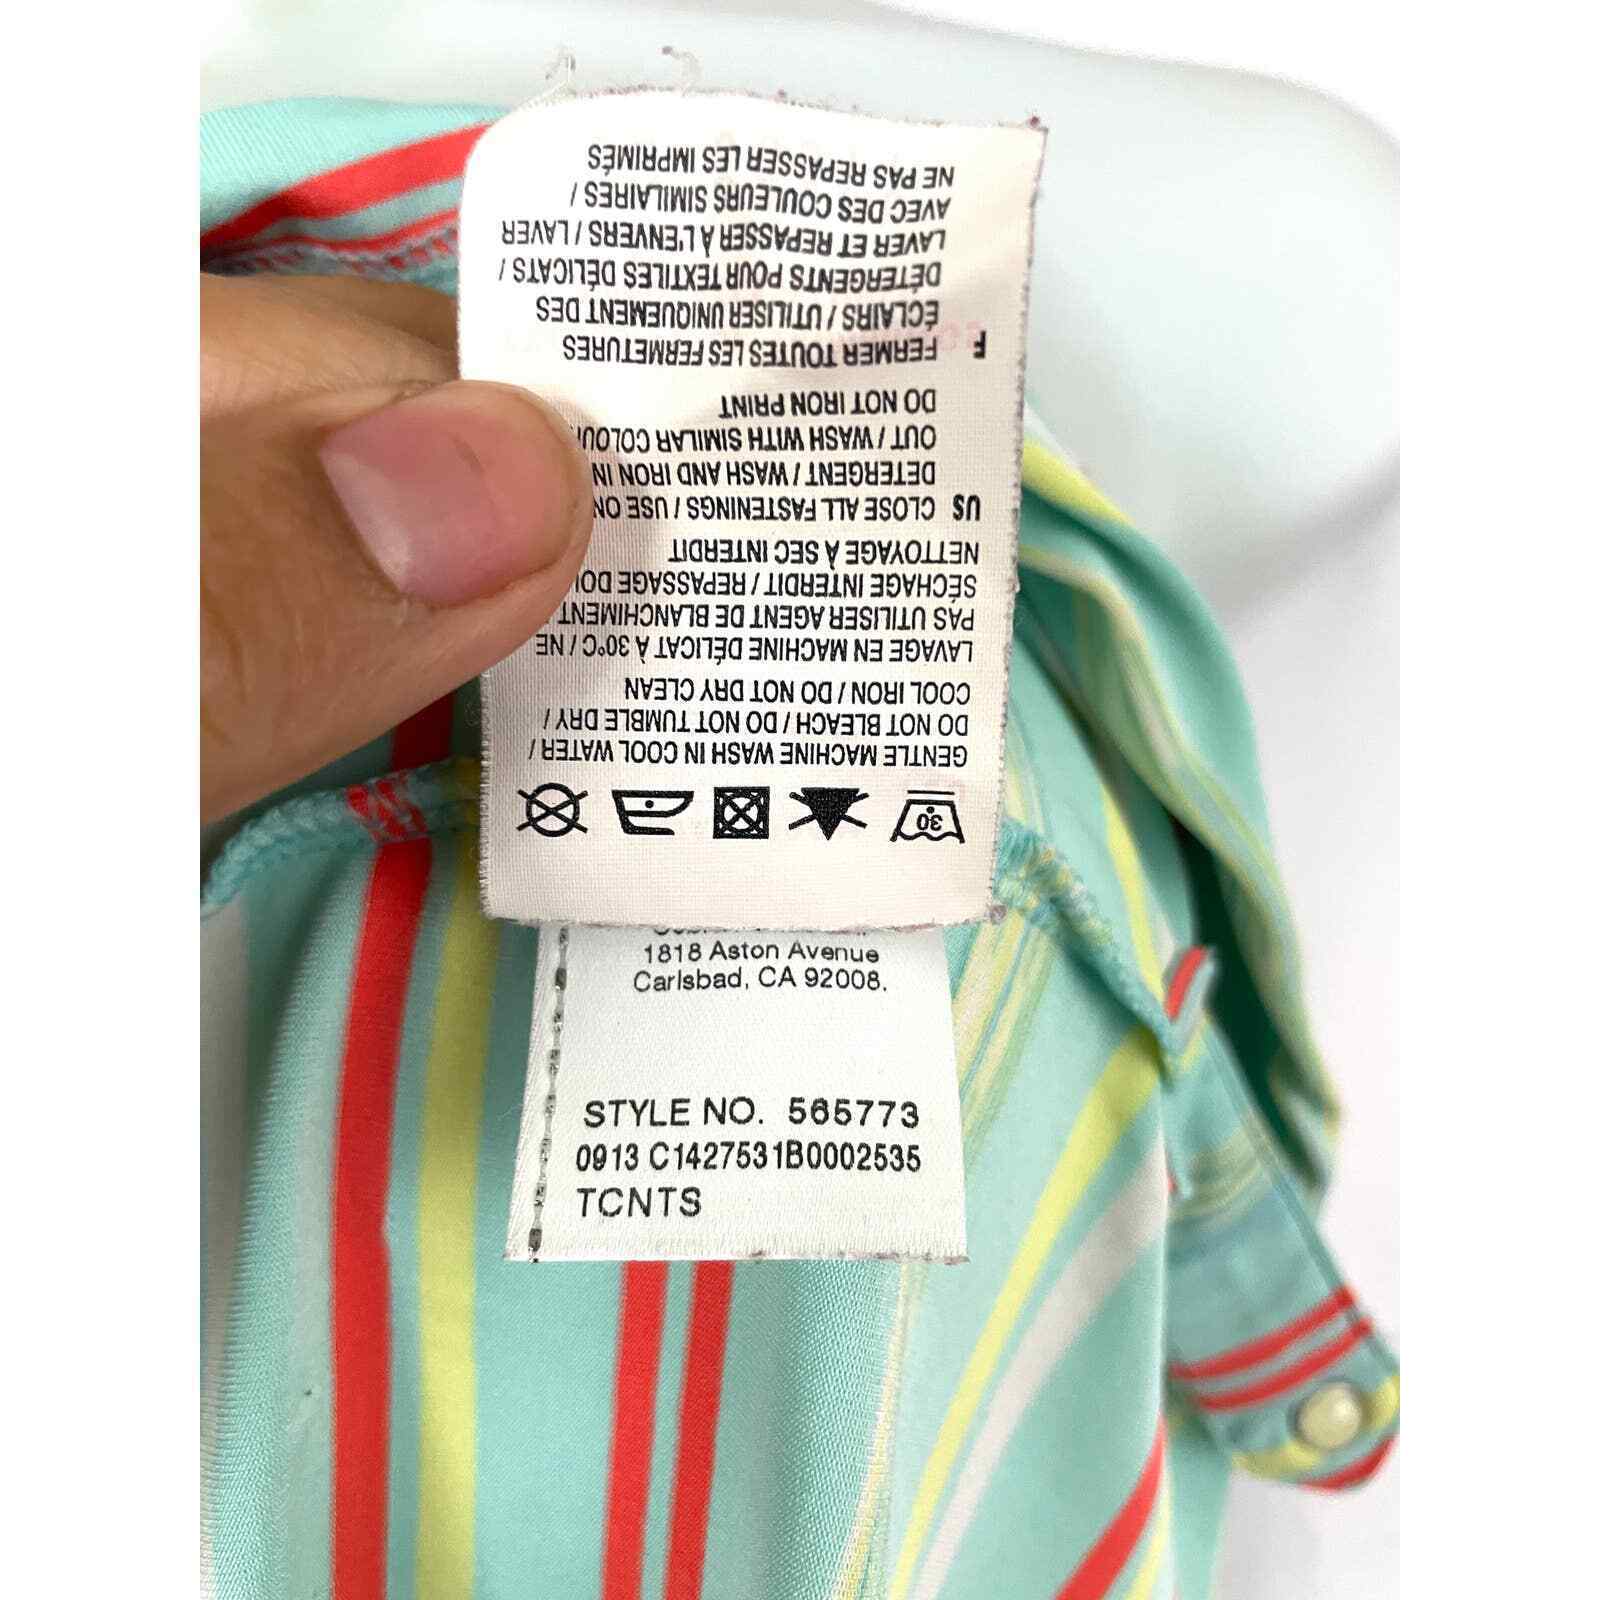 GENTLE MACHINE WASH IN COOL WATER /
DO NOT BLEACH / DO NOT TUMBLE DRY /
COOL IRON / DO NOT DRY CLEAN
LAVAGE EN MACHINE DÉLICAT À 30°C / NE
PAS UTILISER AGENT DE BLANCHIMENT
SÉCHAGE INTERDIT / REPASSAGE
NETTOYAGE À SEC INTERDIT
US CLOSE ALL FASTENINGS / USE
DETERGENT / WASH AND IRON IN
OUT / WASH WITH SIMILAR
DO NOT IRON PRINT
F FERMER TOUTES LES FERMETURES
ÉCLAIRS / UTILISER UNIQUEMENT DES
DÉTERGENTS POUR TEXTILES DÉLICATS /
LAVER ET REPASSER À L'ENVERS / LAVER
AVEC DES COULEURS SIMILAIRES /
NE PAS REPASSER LES IMPRIMÉS
30
1818 Aston Avenue
Carlsbad, CA 92008.
STYLE NO. 565773
0913 C1427531B0002535
TCNTS